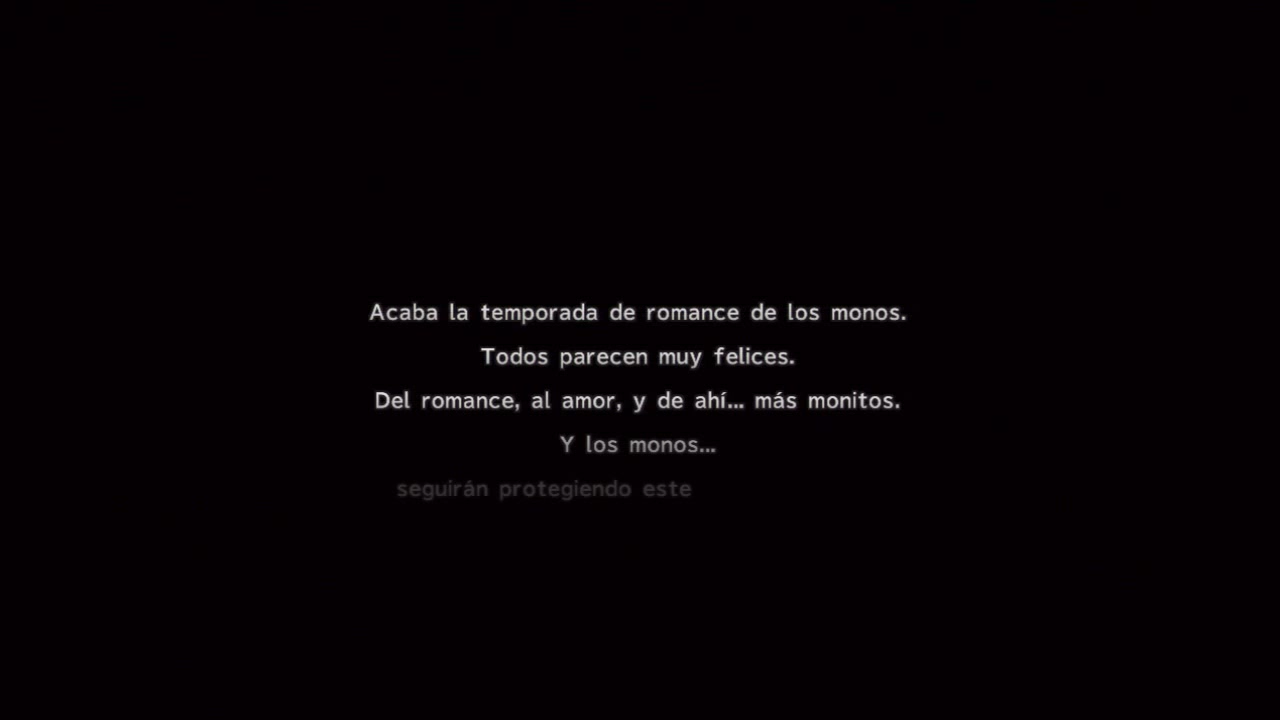 Acaba la temporada de romance de los monos.
Todos parecen muy felices.
Del romance, al amor, y de ahí... más monitos.
Y los monos...
seguirán protegiendo este